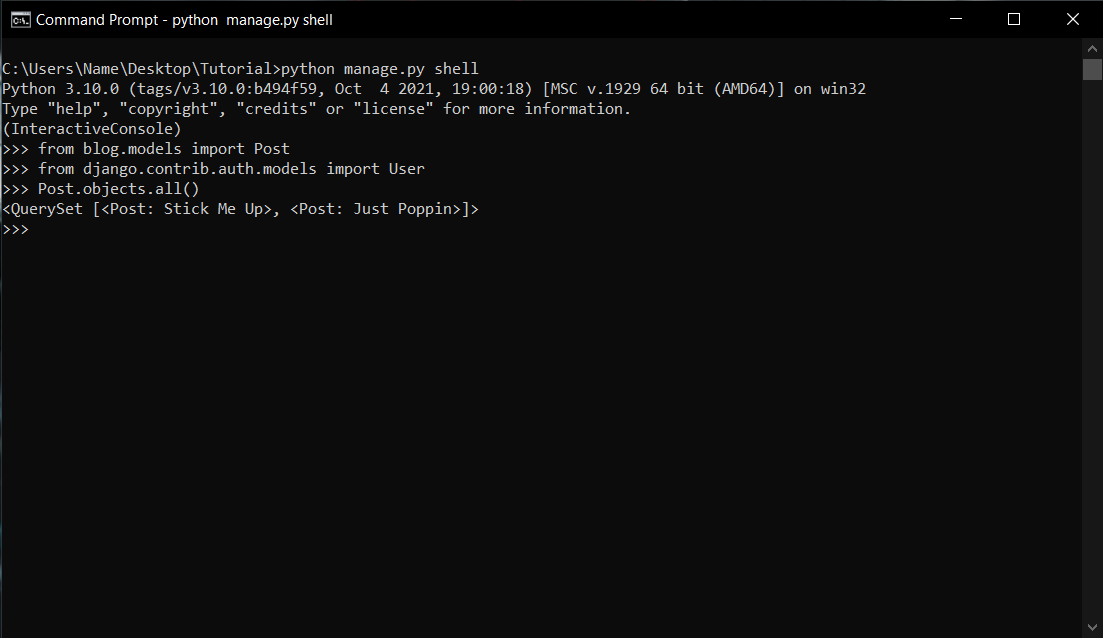 Command Prompt - python  manage.py shell
C:\Users\Name\Desktop\Tutorial>python manage.py shell
Python 3.10.0 (tags/v3.10.0:b494f59, Oct  4 2021, 19:00:18) [MSC v.1929 64 bit (AMD64)] on win32
Type "help", "copyright", "credits" or "license" for more information.
(InteractiveConsole)
>>> from blog.models import Post
>>> from django.contrib.auth.models import User
>>> Post.objects.all()
<QuerySet [<Post: Stick Me Up>, <Post: Just Poppin>]>
>>>